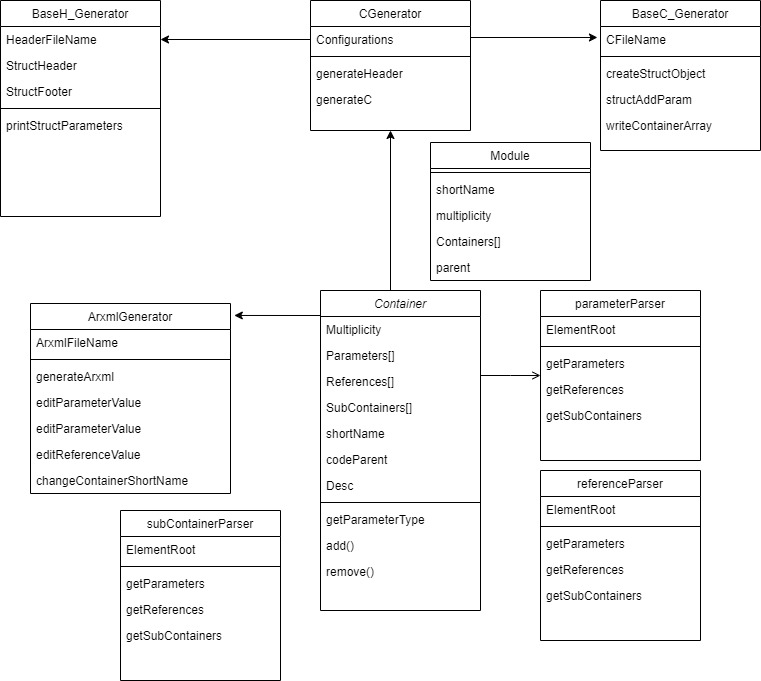 BaseH_Generator
HeaderFileName
StructHeader
StructFooter
printStructParameters
CGenerator
Configurations
generateHeader
generateC
BaseC_Generator
CFileName
createStructObject
structAddParam
writeContainerArray
Module
shortName
multiplicity
Containers[]
parent
ArxmlGenerator
ArxmlFileName
generateArxml
editParameterValue
editParameterValue
editReferenceValue
changeContainerShortName
Container
Multiplicity
Parameters[]
References[]
SubContainers[]
shortName
codeParent
Desc
getParameterType
add()
remove()
parameterParser
ElementRoot
getParameters
getReferences
getSubContainers
referenceParser
ElementRoot
getParameters
getReferences
getSubContainers
subContainerParser
ElementRoot
getParameters
getReferences
getSubContainers